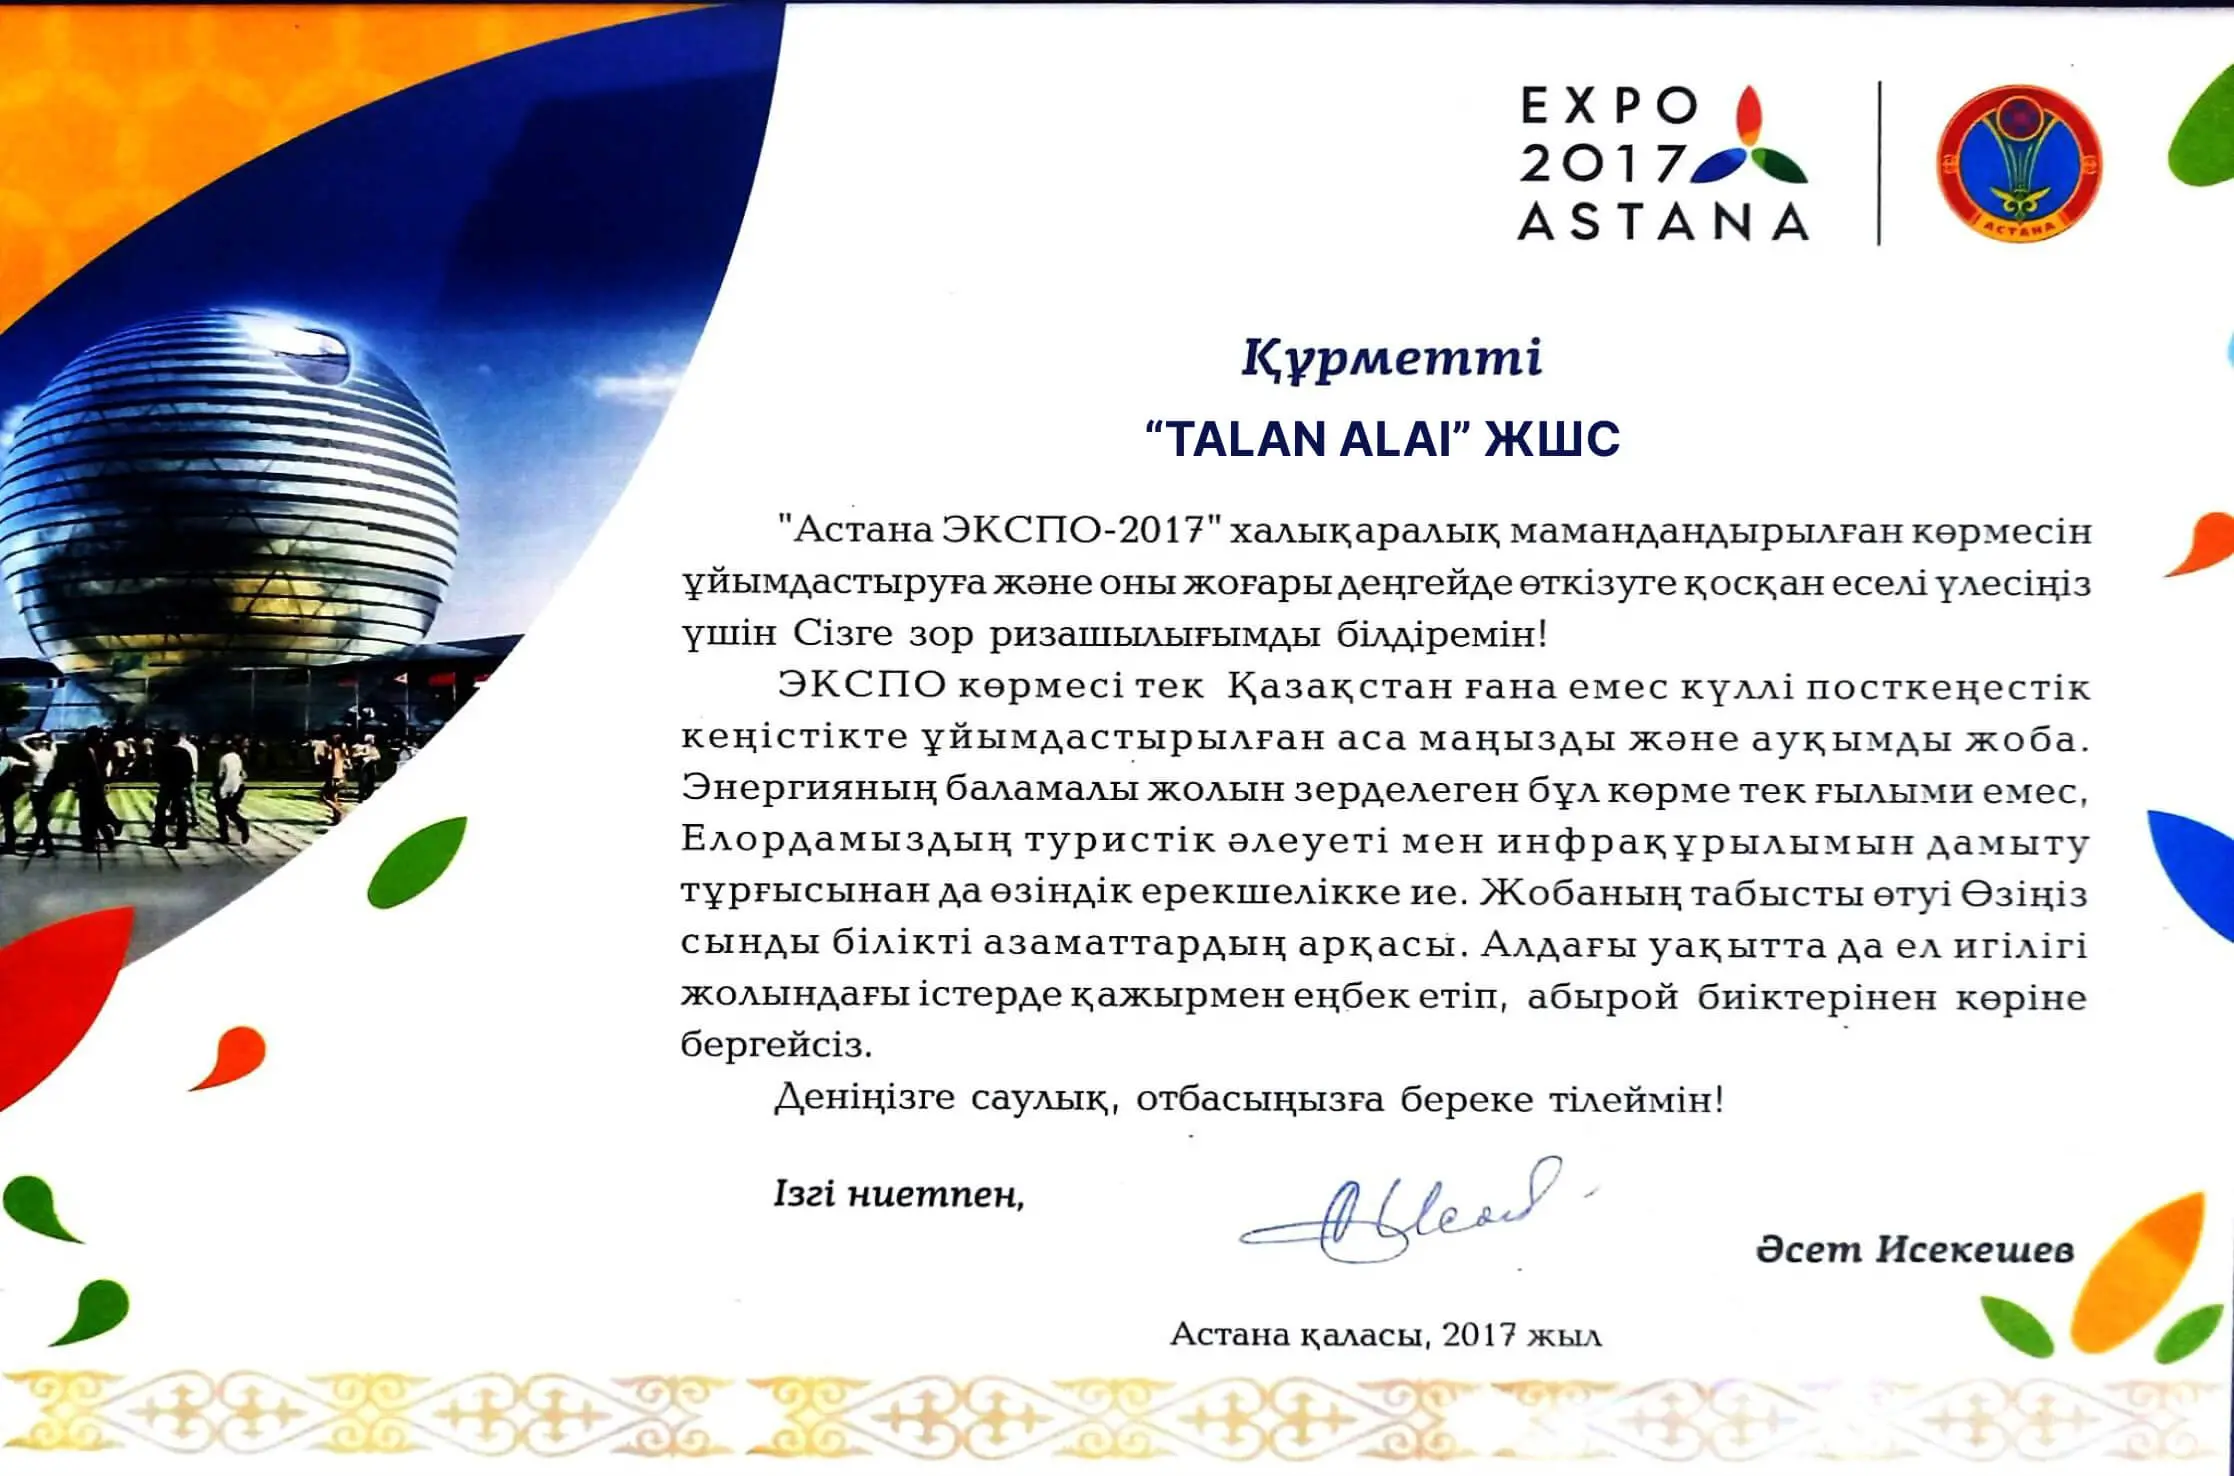 EXPO
2017
ASTANA
АСТАНА
Құрметті
“TALAN ALAI” ЖШС
"Астана ЭКСПО-2017" халықаралық мамандандырылған көрмесін
ұйымдастыруға және оны жоғары деңгейде өткізуге қосқан еселі үлесіңіз
үшін Сізге зор ризашылығымды білдіремін!
ЭКСПО көрмесі тек Қазақстан ғана емес күллі посткеңестік
кеңістікте ұйымдастырылған аса маңызды және ауқымды жоба.
Энергияның баламалы жолын зерделеген бұл көрме тек ғылыми емес,
Елордамыздың туристік әлеуеті мен инфрақұрылымын дамыту
тұрғысынан да өзіндік ерекшелікке ие. Жобаның табысты өтуі Өзіңіз
сынды білікті азаматтардың арқасы. Алдағы уақытта да ел игілігі
жолындағы істерде қажырмен еңбек етіп, абырой биіктерінен көріне
бергейсіз.
Деніңізге саулық, отбасыңызға береке тілеймін!
Ізгі ниетпен,
Әсет Исекешев
Астана қаласы, 2017 жыл